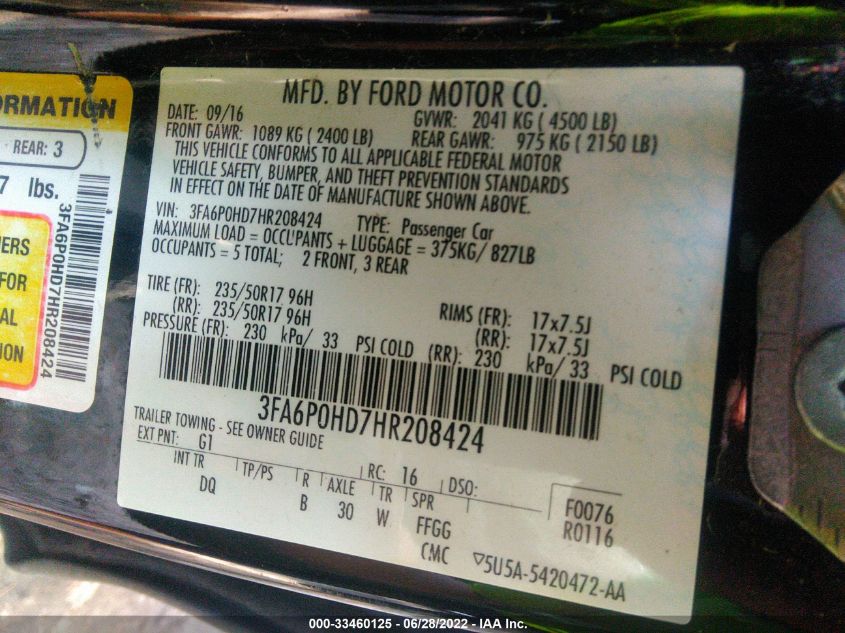 ORMATION
REAR: 3
7 lbs.
ERS
FOR
AL
ION
3FA6P0HD7HR208424
MFD. BY FORD MOTOR CO.
DATE: 09/16 GVWR: 2041 KG ( 4500 LB)
FRONT GAWR: 1089 KG ( 2400 LB) REAR GAWR: 975 KG ( 2150 LB)
THIS VEHICLE CONFORMS TO ALL APPLICABLE FEDERAL MOTOR
VEHICLE SAFETY, BUMPER, AND THEFT PREVENTION STANDARDS
IN EFFECT ON THE DATE OF MANUFACTURE SHOWN ABOVE.
VIN: 3FA6P0HD7HR208424 TYPE: Passenger Car
MAXIMUM LOAD = OCCUPANTS + LUGGAGE = 375KG/ 827LB
OCCUPANTS = 5 TOTAL; 2 FRONT, 3 REAR
TIRE (FR): 235/50R17 96H RIMS (FR): 17x7.5J
(RR): 235/50R17 96H (RR): 17x7.5J
PRESSURE (FR): 230 kPa/ 33 PSI COLD (RR): 230 kPa/ 33 PSI COLD
3FA6P0HD7HR208424
TRAILER TOWING - SEE OWNER GUIDE
EXT PNT: G1 RC: 16 DSO: F0076
INT TR TP/PS R AXLE TR SPR R0116
DQ B 30 W FFGG
CMC ▽5U5A-5420472-AA
000-33460125 - 06/28/2022 - IAA Inc.